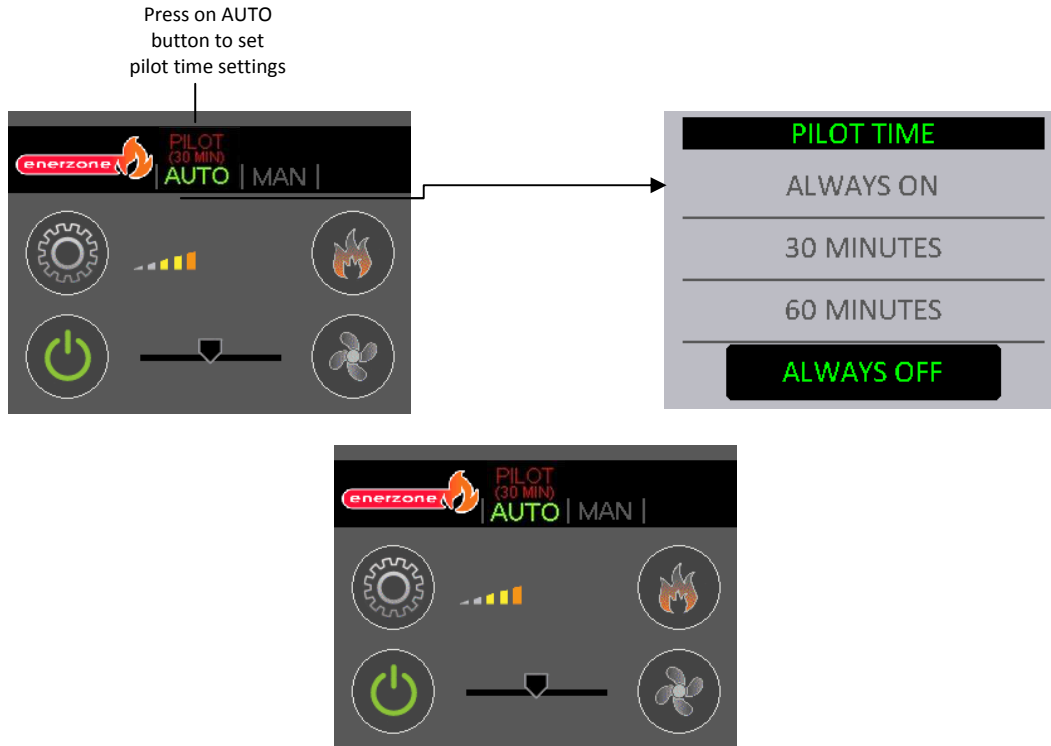 Press on AUTO
button to set
pilot time settings
enerzone
PILOT
(30 MIN)
| AUTO | MAN |
PILOT TIME
ALWAYS ON
30 MINUTES
60 MINUTES
ALWAYS OFF
enerzone
PILOT
(30 MIN)
| AUTO | MAN |